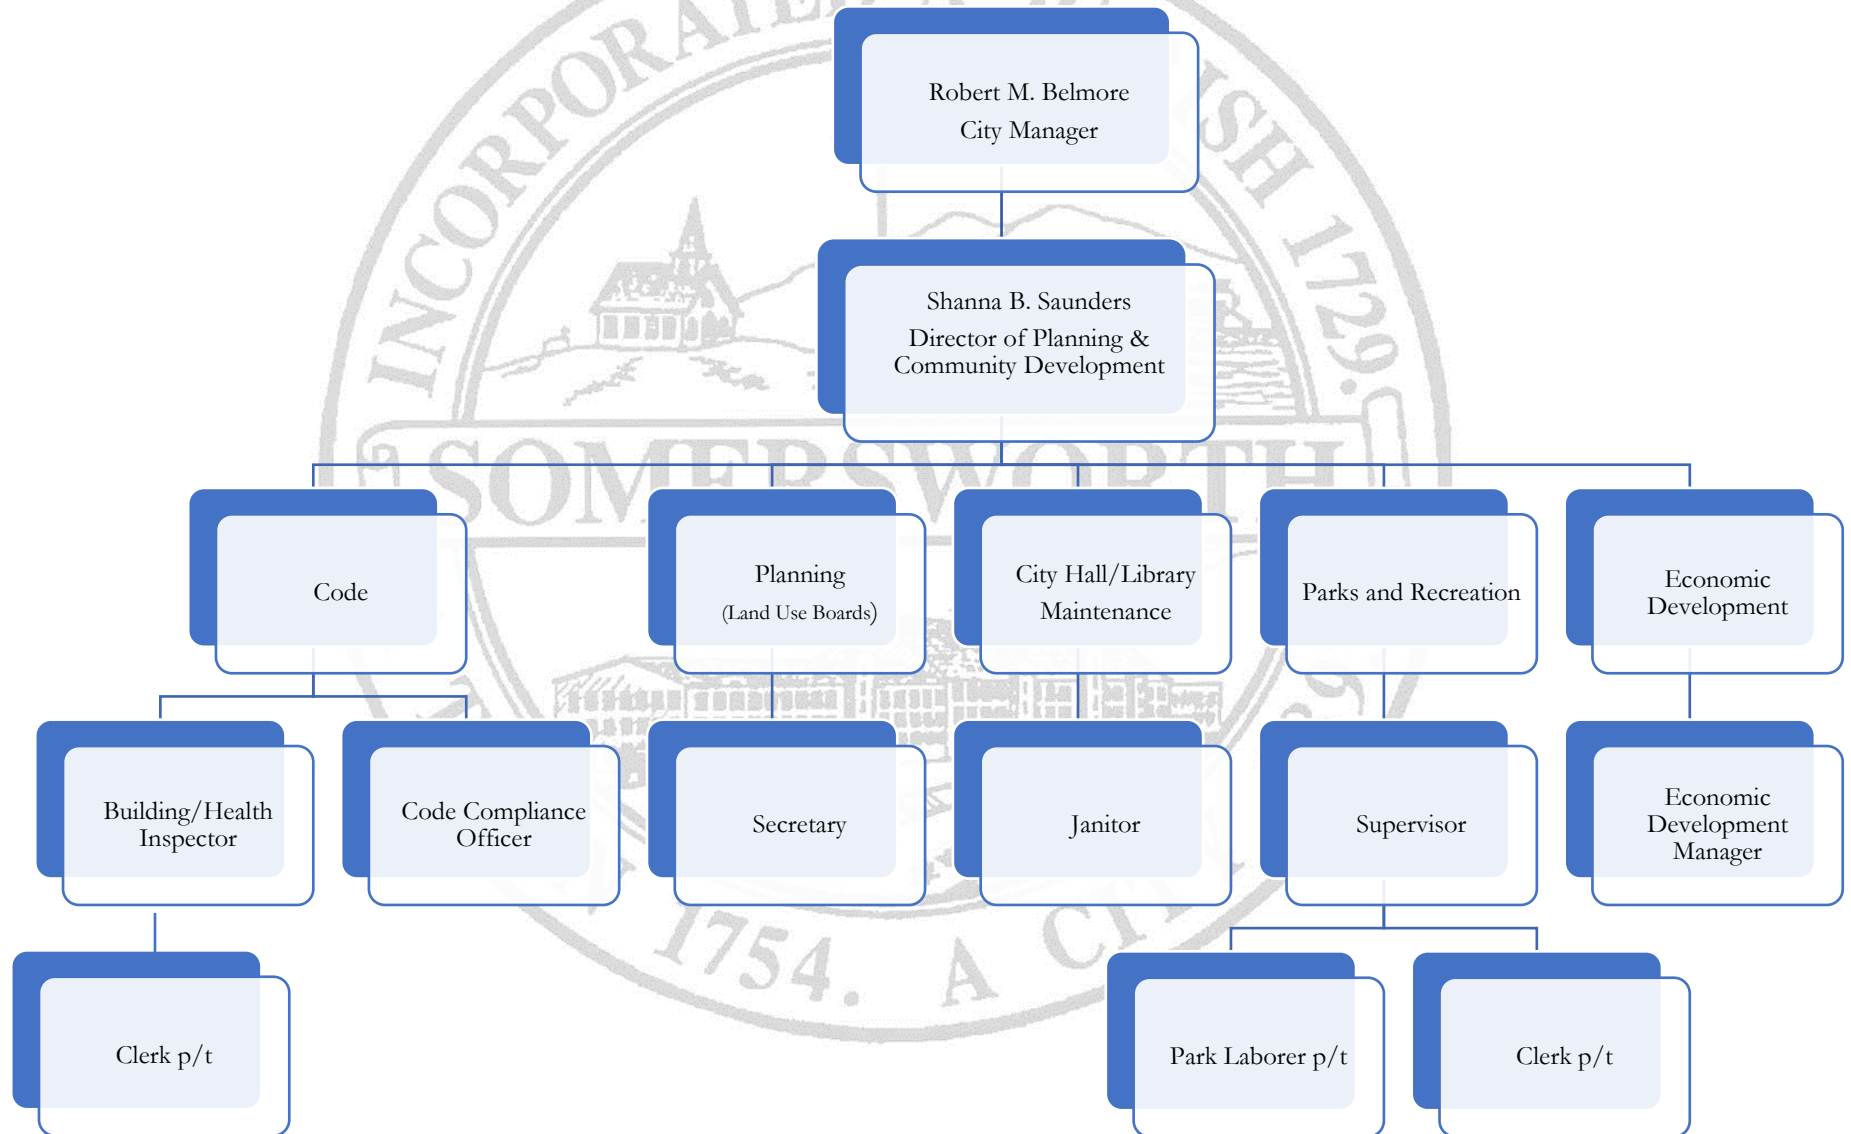 INCORPORATED
ISH 1729.
Robert M. Belmore
City Manager
Shanna B. Saunders
Director of Planning &
Community Development
SOMERSWORTH
Code
Planning
(Land Use Boards)
City Hall/Library
Maintenance
Parks and Recreation
Economic
Development
Building/Health
Inspector
Code Compliance
Officer
Secretary
Janitor
Supervisor
Economic
Development
Manager
1754. A CI
Clerk p/t
Park Laborer p/t
Clerk p/t